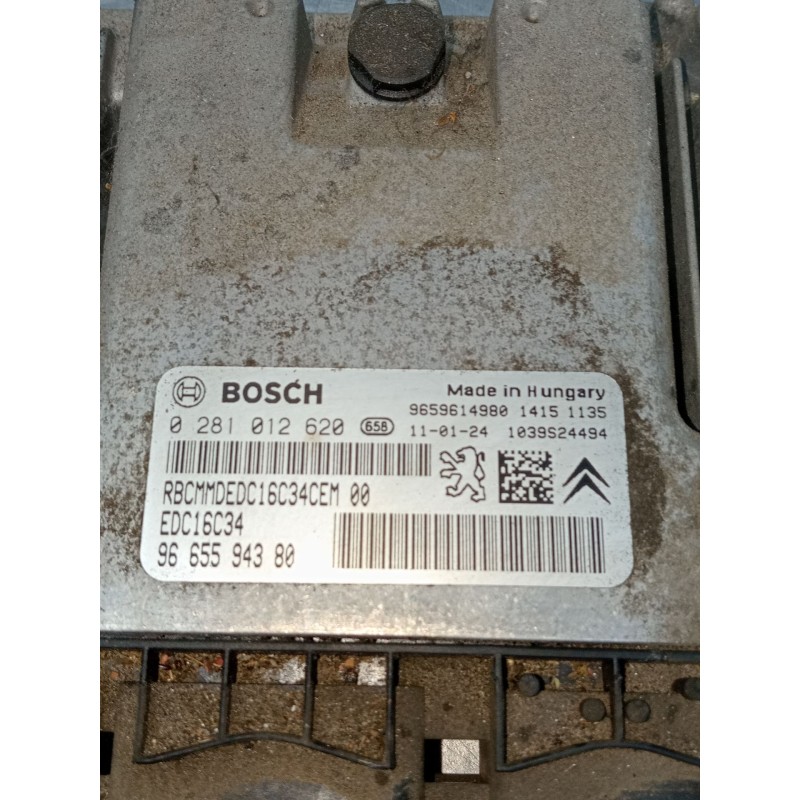 BOSCH
Made in Hungary
0 281 012 620 658
9659614980 1415 1135
11-01-24 1039S24494
RBCMMDEDC16C34CEM 00
EDC16C34
96 655 943 80